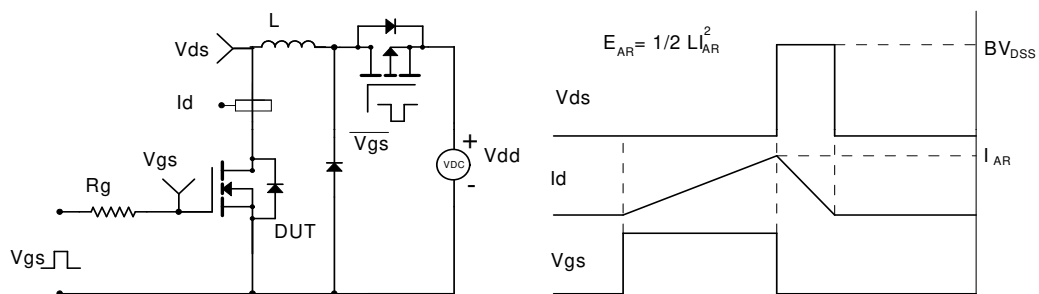 L
Vds
Id
Vgs
Rg
DUT
Vgs
Vgs
+
VDC
-
Vdd
E_AR = 1/2 LI²_AR
Vds
BV_DSS
Id
I_AR
Vgs